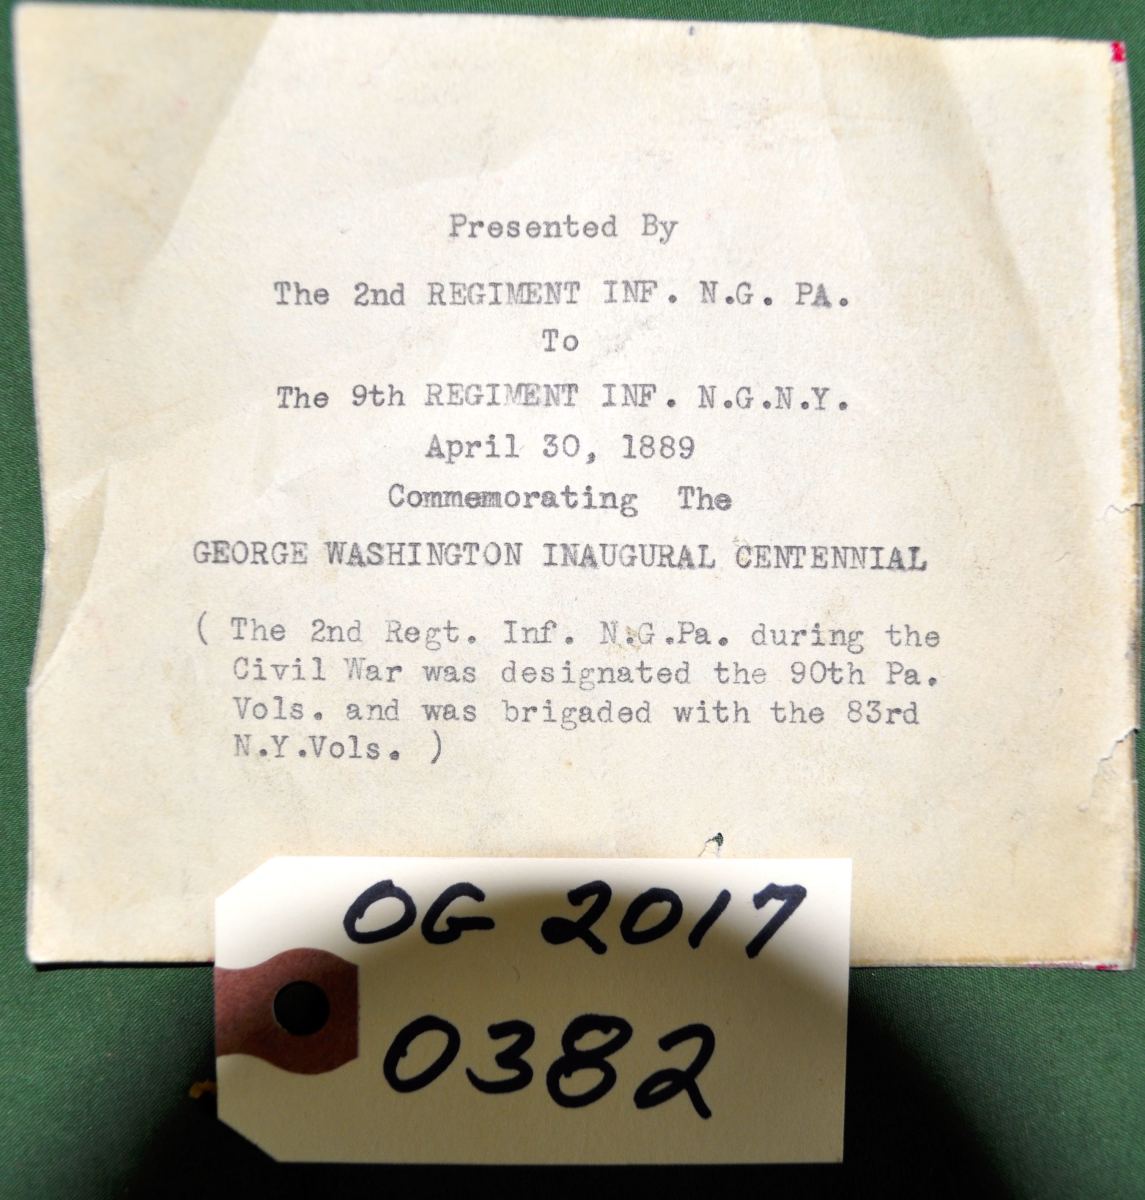 Presented By
The 2nd REGIMENT INF. N.G. PA.
To
The 9th REGIMENT INF. N.G.N.Y.
April 30, 1889
Commemorating The
GEORGE WASHINGTON INAUGURAL CENTENNIAL
( The 2nd Regt. Inf. N.G.Pa. during the
Civil War was designated the 90th Pa.
Vols. and was brigaded with the 83rd
N.Y.Vols. )
OG 2017
0382